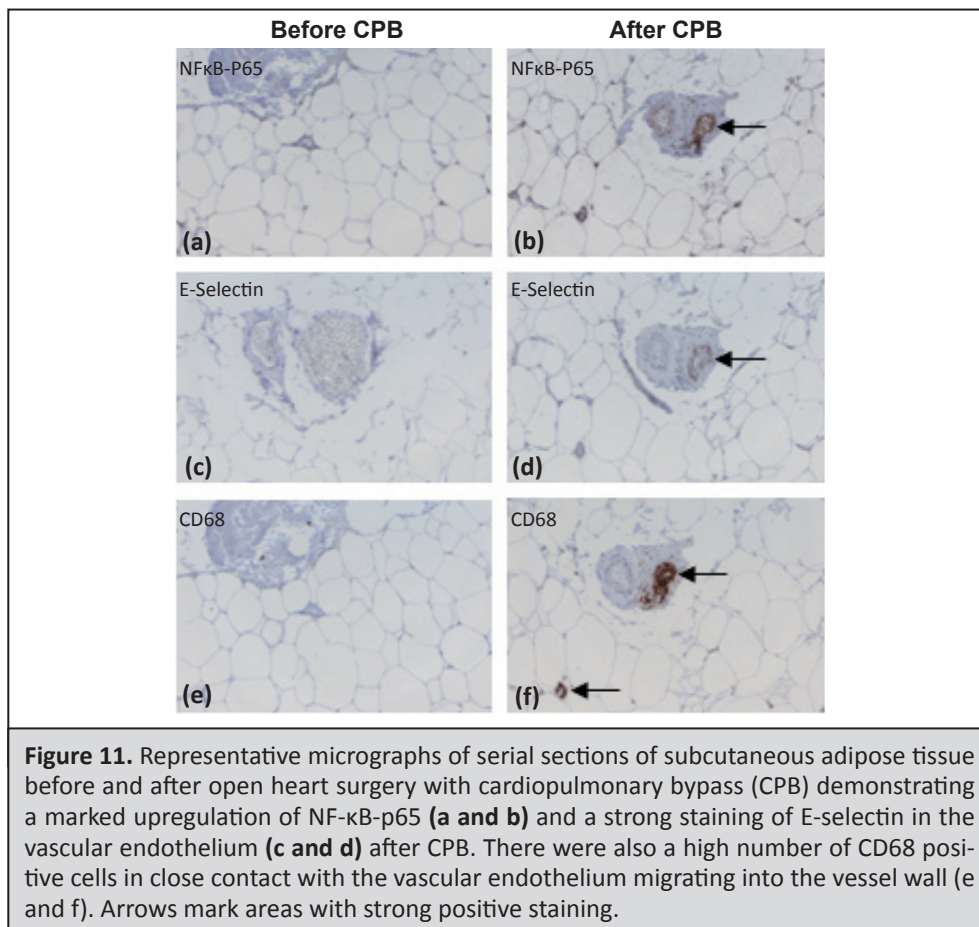 Before CPB
After CPB
NFκB-P65
NFκB-P65
(a)
(b)
E-Selectin
E-Selectin
(c)
(d)
CD68
CD68
(e)
(f)
Figure 11. Representative micrographs of serial sections of subcutaneous adipose tissue
before and after open heart surgery with cardiopulmonary bypass (CPB) demonstrating
a marked upregulation of NF-κB-p65 (a and b) and a strong staining of E-selectin in the
vascular endothelium (c and d) after CPB. There were also a high number of CD68 posi-
tive cells in close contact with the vascular endothelium migrating into the vessel wall (e
and f). Arrows mark areas with strong positive staining.